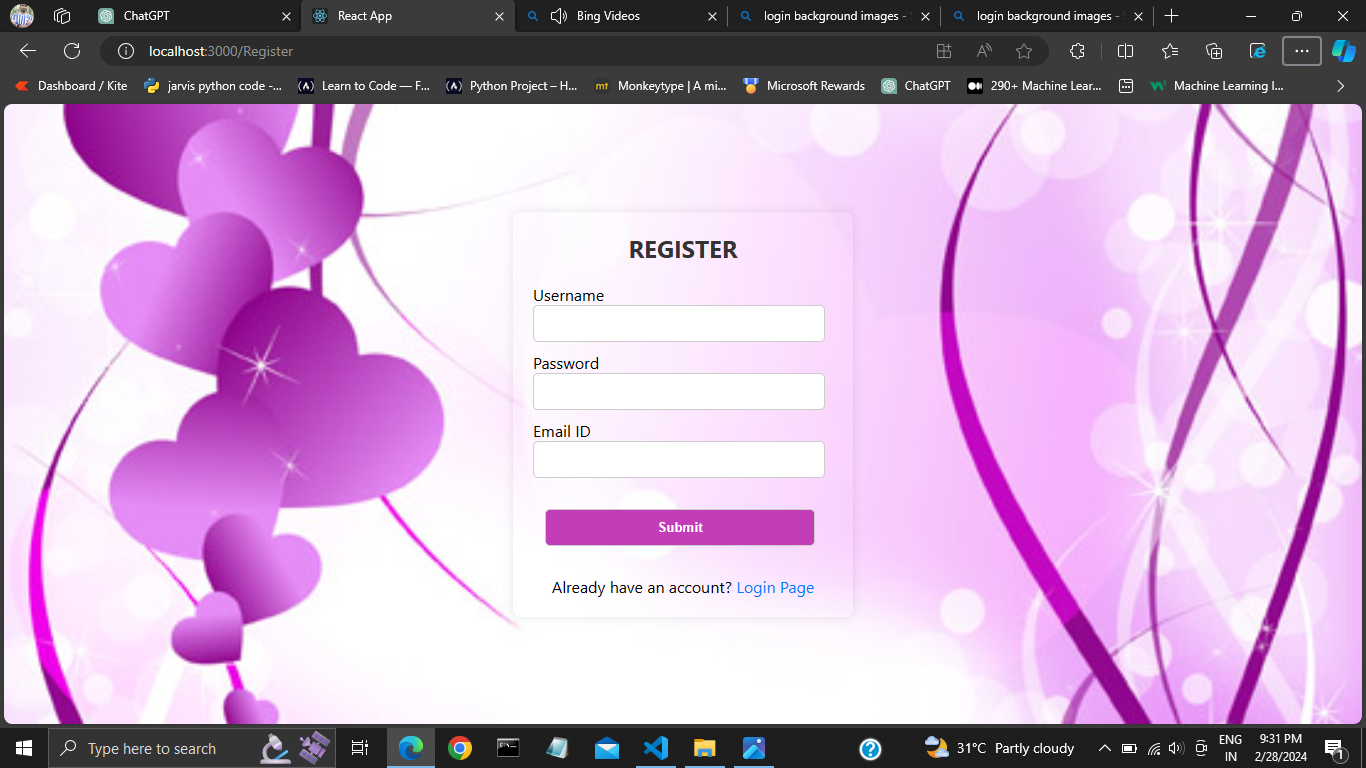 ChatGPT
React App
Bing Videos
login background images -
login background images -
localhost:3000/Register
Dashboard / Kite
jarvis python code -...
Learn to Code — F...
Python Project – H...
mt
Monkeytype | A mi...
Microsoft Rewards
ChatGPT
290+ Machine Lear...
Machine Learning I...
REGISTER
Username
Password
Email ID
Submit
Already have an account? Login Page
Type here to search
31°C Partly cloudy
ENG
IN
9:31 PM
2/28/2024
1